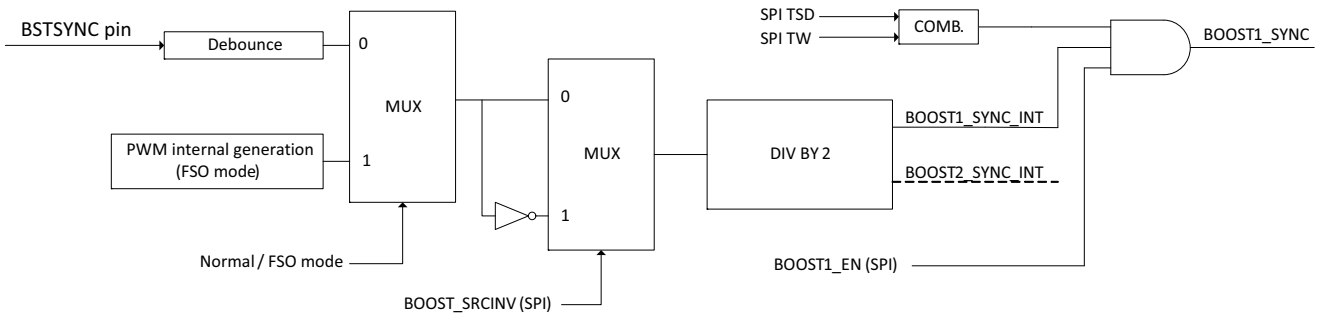 BSTSYNC pin
Debounce
0
PWM internal generation
(FSO mode)
1
MUX
Normal / FSO mode
0
MUX
1
BOOST_SRCINV (SPI)
DIV BY 2
SPI TSD
SPI TW
COMB.
BOOST1_SYNC
BOOST1_SYNC_INT
BOOST2_SYNC_INT
BOOST1_EN (SPI)